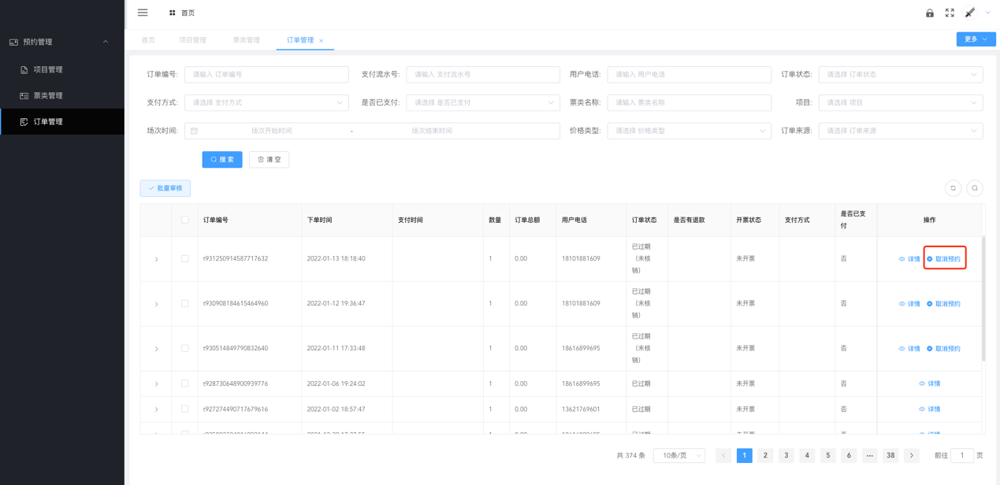 首页
预约管理
项目管理
票类管理
订单管理
首页 项目管理 票类管理 订单管理 × 更多
订单编号: 请输入 订单编号 支付流水号: 请输入 支付流水号 用户电话: 请输入 用户电话 订单状态: 请选择 订单状态
支付方式: 请选择 支付方式 是否已支付: 请选择 是否已支付 票类名称: 请输入 票类名称 项目: 请选择 项目
场次时间: 场次开始时间 - 场次结束时间 价格类型: 请选择 价格类型 订单来源: 请选择 订单来源
搜 索 清 空
批量审核
订单编号 下单时间 支付时间 数量 订单总额 用户电话 订单状态 是否有退款 开票状态 支付方式 是否已支付 操作
t931250914587717632 2022-01-13 18:18:40 1 0.00 18101881609 已过期（未核销） 未开票 否 详情 取消预约
t930908184615464960 2022-01-12 19:36:47 1 0.00 18101881609 已过期（未核销） 未开票 否 详情 取消预约
t930514849790832640 2022-01-11 17:33:48 1 0.00 18616899695 已过期（未核销） 未开票 否 详情 取消预约
t928730648900939776 2022-01-06 19:24:02 1 0.00 18616899695 已过期 未开票 否 详情
t927274490717679616 2022-01-02 18:57:47 1 0.00 13621769601 已过期 未开票 否 详情
共 374 条 10条/页 1 2 3 4 5 6 ••• 38 前往 1 页